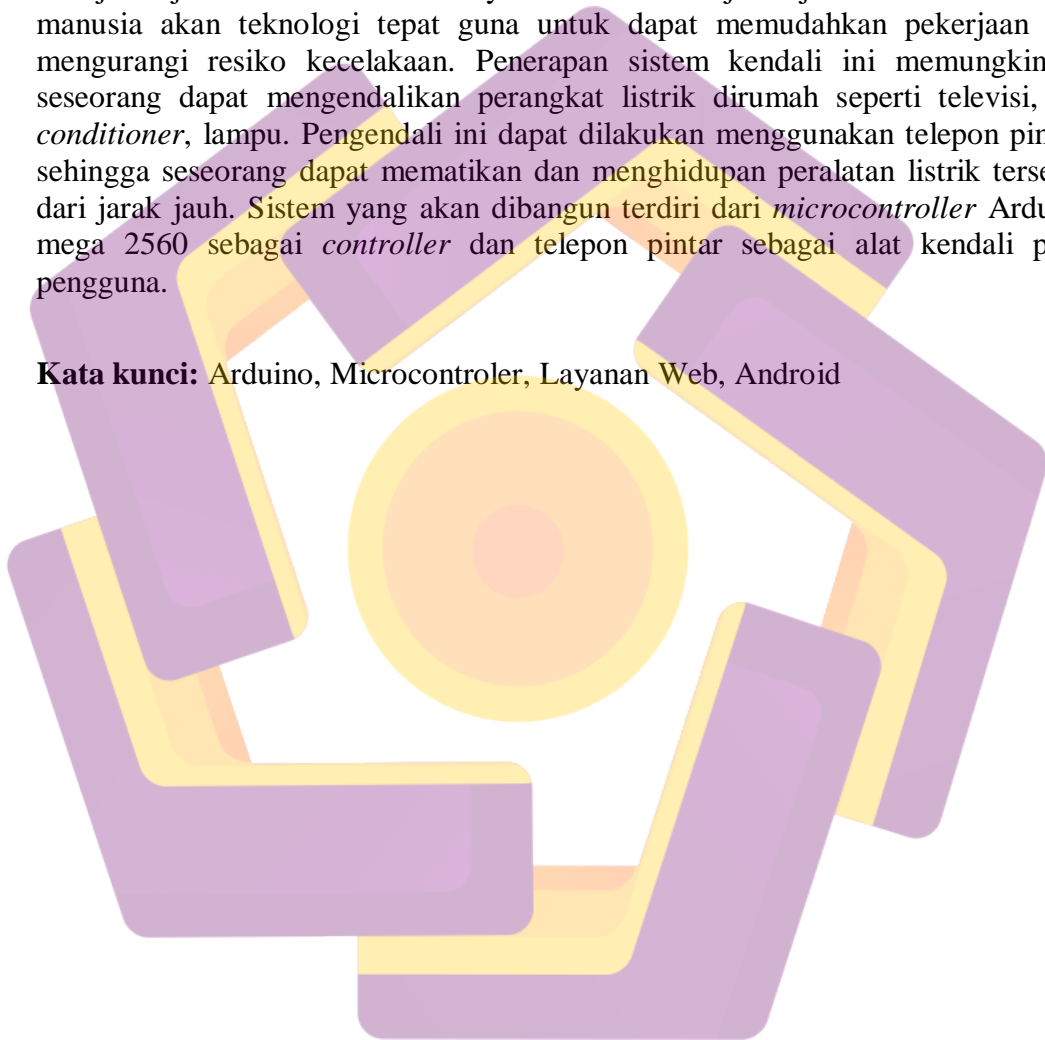 manusia akan teknologi tepat guna untuk dapat memudahkan pekerjaan
mengurangi resiko kecelakaan. Penerapan sistem kendali ini memungkin
seseorang dapat mengendalikan perangkat listrik dirumah seperti televisi,
conditioner, lampu. Pengendali ini dapat dilakukan menggunakan telepon pin
sehingga seseorang dapat mematikan dan menghidupan peralatan listrik terse
dari jarak jauh. Sistem yang akan dibangun terdiri dari microcontroller Ardu
mega 2560 sebagai controller dan telepon pintar sebagai alat kendali p
pengguna.
Kata kunci: Arduino, Microcontroler, Layanan Web, Android